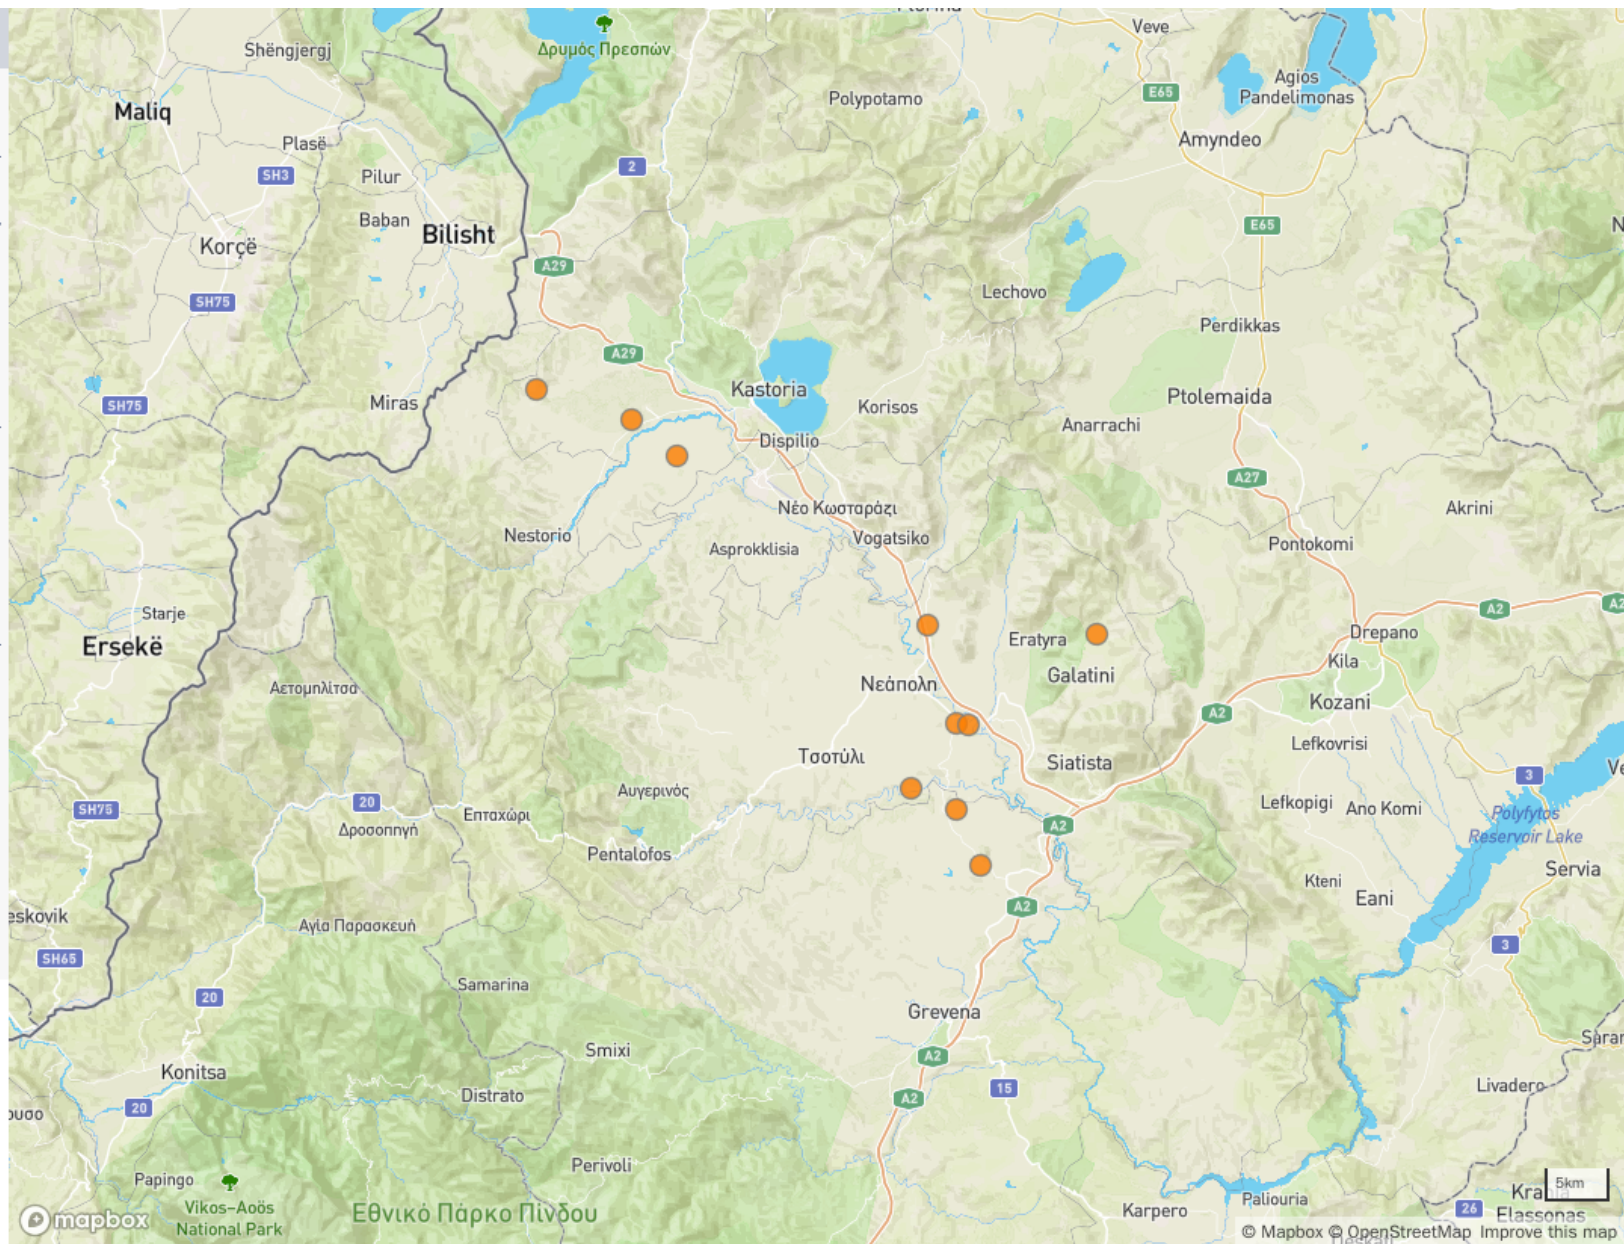 Veve
Shëngjergj
Δρυμός Πρεσπών
Agios
Pandelimonas
E65
Polypotamo
Maliq
Amyndeo
Plasë
2
SH3
Pilur
Baban
Bilisht
E65
Korçë
A29
Lechovo
SH75
Perdikkas
A29
Kastoria
Ptolemaida
SH75
Miras
Korisos
Anarrachi
Dispilio
A27
Νέο Κωσταράζι
Akrini
Nestorio
Vogatsiko
Pontokomi
Asprokklisia
A2
Starje
Drepano
Eratyra
Ersekë
Kila
Galatini
Νεάπολη
Αετομηλίτσα
Kozani
A2
Lefkovrisi
Τσοτύλι
Siatista
3
Αυγερινός
20
Lefkopigi
Ano Komi
SH75
Επταχώρι
Polyfytos
Reservoir Lake
Δροσοπηγή
A2
Pentalofos
Servia
Kteni
Eani
A2
eskovik
Αγία Παρασκευή
3
SH65
Samarina
20
Grevena
Smixi
A2
Konitsa
15
Livadero
Distrato
A2
20
Perivoli
Papingo
5km
Vikos-Aoös
National Park
Εθνικό Πάρκο Πίνδου
Paliouria
Karpero
26
Elassonas
mapbox
© Mapbox © OpenStreetMap Improve this map